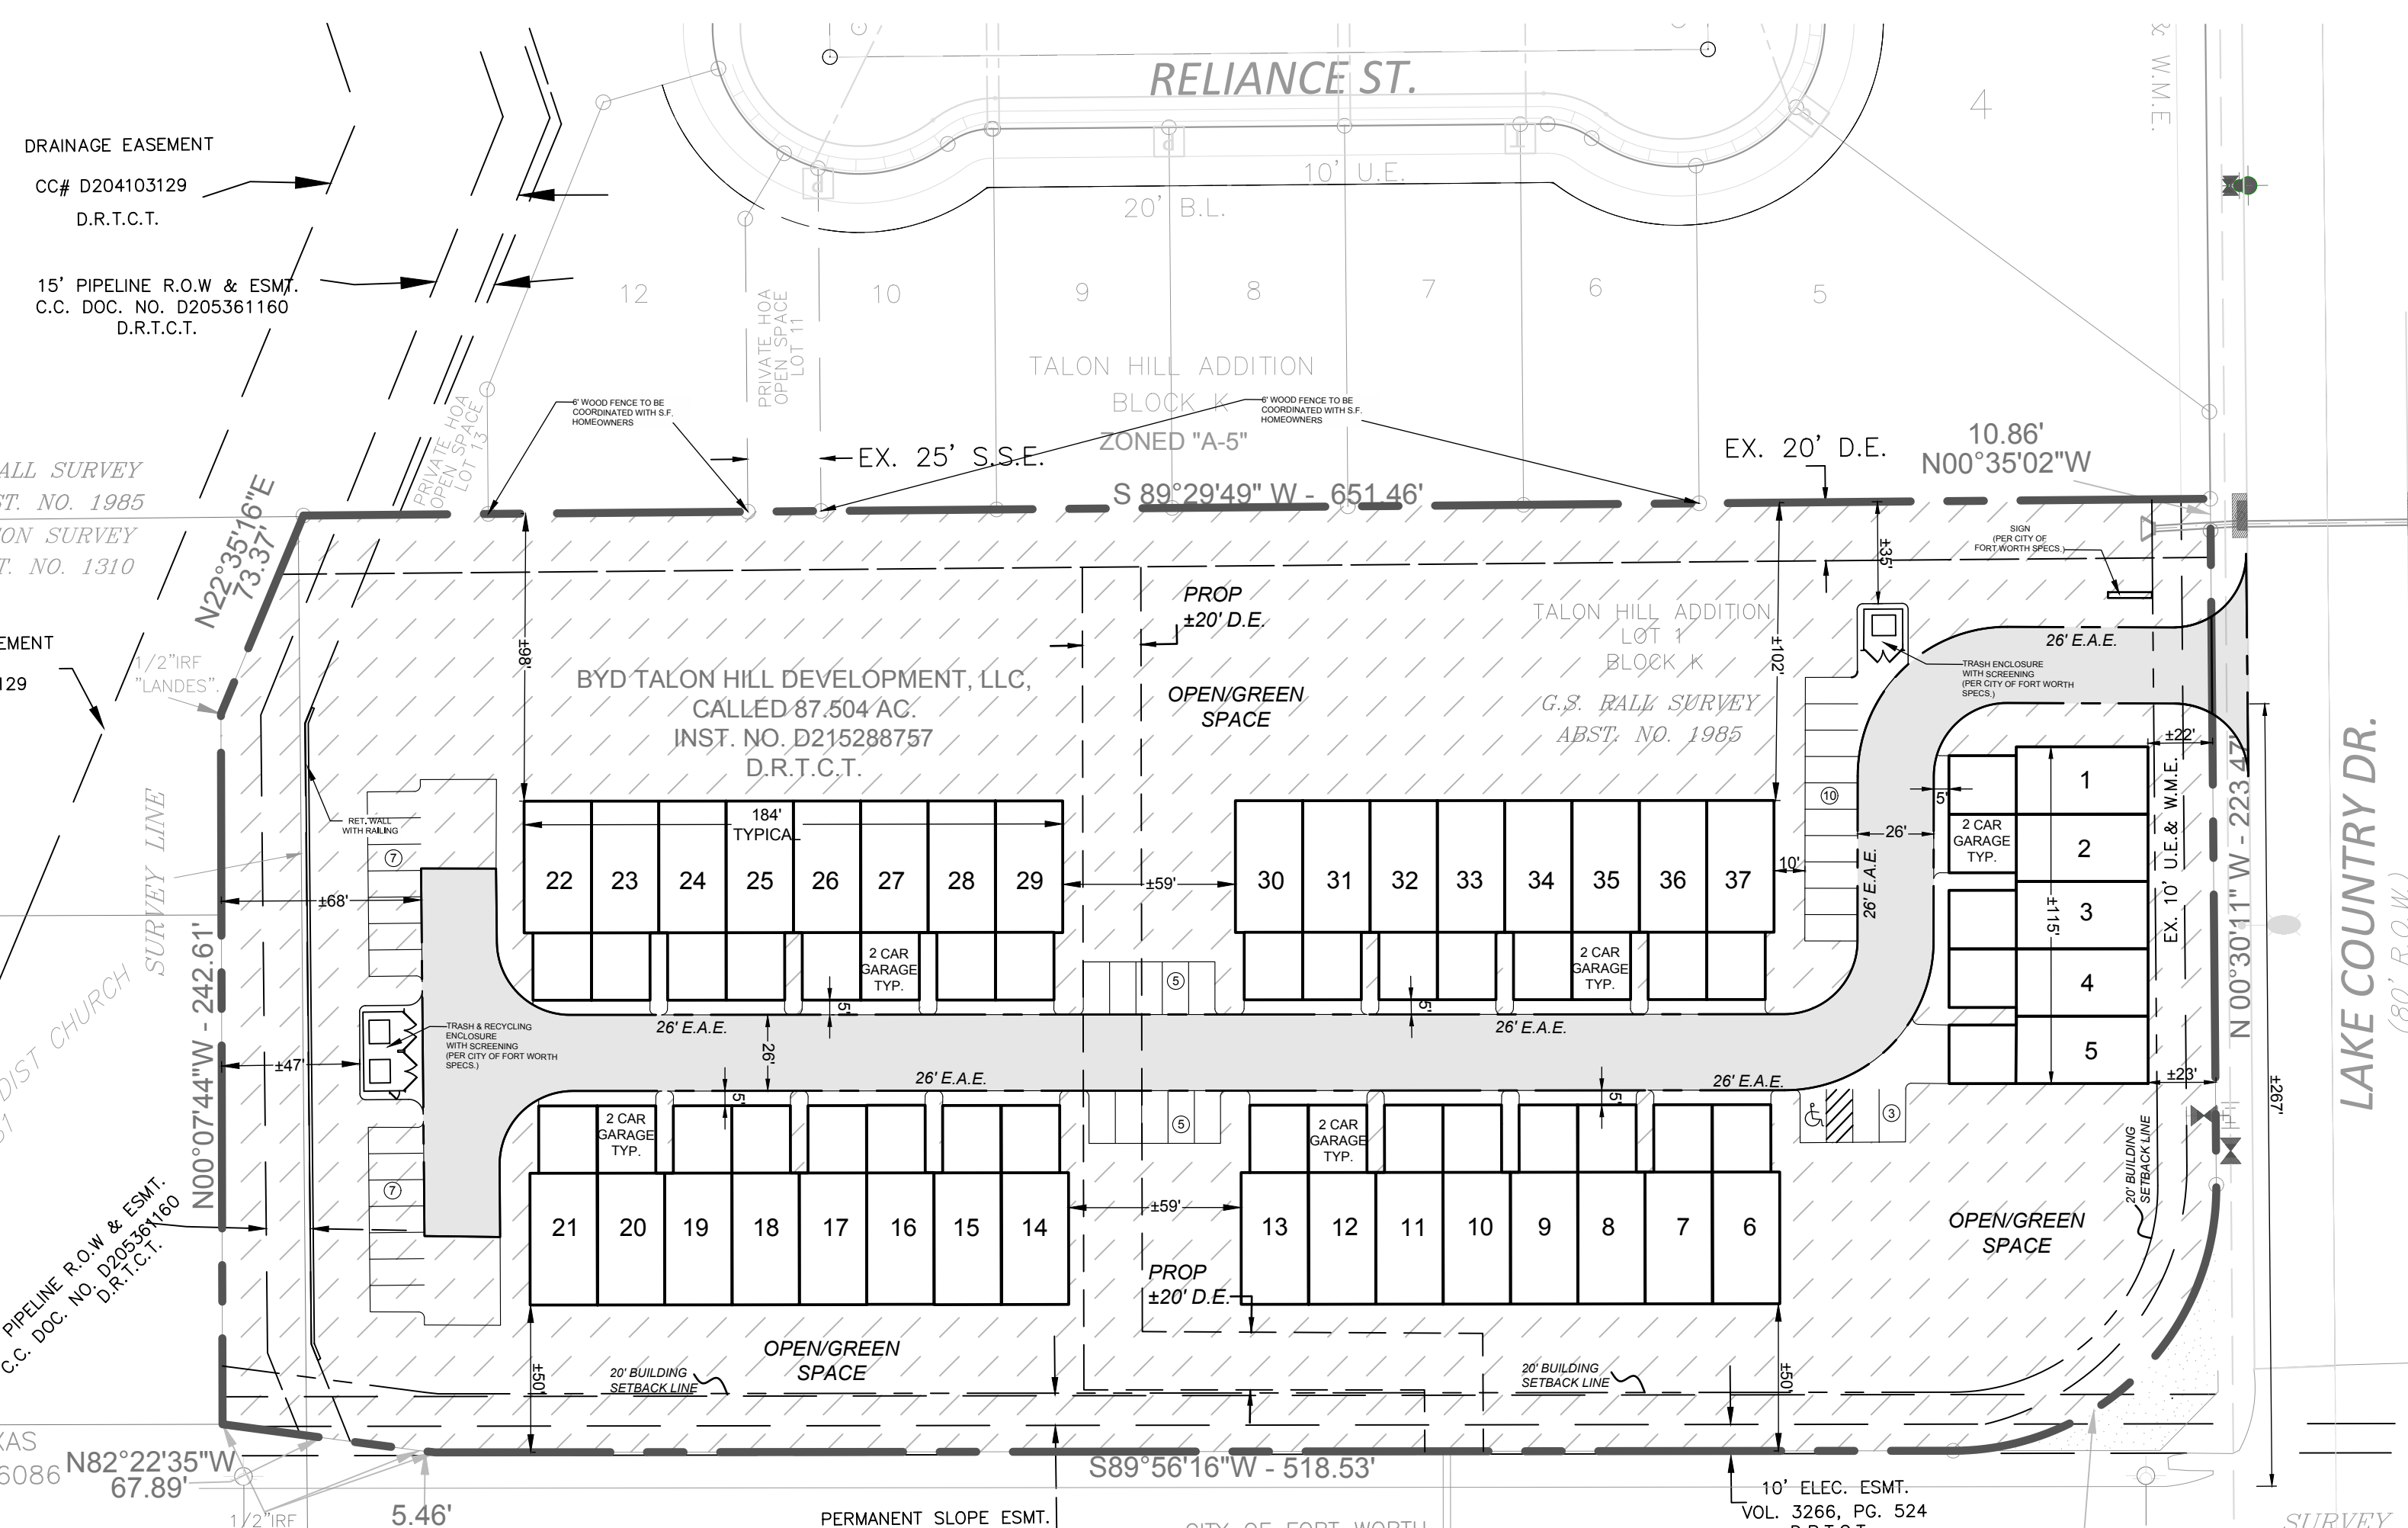 RELIANCE ST.
& W.M.E.
4
DRAINAGE EASEMENT
CC# D204103129
D.R.T.C.T.
10' U.E.
20' B.L.
15' PIPELINE R.O.W & ESMT.
C.C. DOC. NO. D205361160
D.R.T.C.T.
12
PRIVATE HOA
OPEN SPACE
LOT 11
10
9
8
7
6
5
TALON HILL ADDITION
BLOCK K
ZONED "A-5"
6' WOOD FENCE TO BE
COORDINATED WITH S.F.
HOMEOWNERS
6' WOOD FENCE TO BE
COORDINATED WITH S.F.
HOMEOWNERS
PRIVATE HOA
OPEN SPACE
LOT 13
EX. 25' S.S.E.
EX. 20' D.E.
10.86'
N00°35'02"W
S 89°29'49" W - 651.46'
ALL SURVEY
ST. NO. 1985
ON SURVEY
T. NO. 1310
N22°35'16"E
73.37'
±35'
SIGN
(PER CITY OF
FORT WORTH SPECS.)
PROP
±20' D.E.
TALON HILL ADDITION
LOT 1
BLOCK K
G.S. RALL SURVEY
ABST. NO. 1985
±98'
±102'
26' E.A.E.
TRASH ENCLOSURE
WITH SCREENING
(PER CITY OF FORT WORTH
SPECS.)
EMENT
129
1/2"IRF
"LANDES".
BYD TALON HILL DEVELOPMENT, LLC,
CALLED 87.504 AC.
INST. NO. D215288757
D.R.T.C.T.
OPEN/GREEN
SPACE
±22'
LAKE COUNTRY DR.
(80' R.O.W.)
N 00°30'11" W - 223.47'
EX. 10' U.E.& W.M.E.
SURVEY LINE
RET. WALL
WITH RAILING
7
184'
TYPICAL
22
23
24
25
26
27
28
29
±59'
30
31
32
33
34
35
36
37
10'
10
26'
26' E.A.E.
5'
2 CAR
GARAGE
TYP.
1
2
3
4
5
±115'
±68'
2 CAR
GARAGE
TYP.
2 CAR
GARAGE
TYP.
5
5'
5'
N00°07'44"W - 242.61'
DIST CHURCH
TRASH & RECYCLING
ENCLOSURE
WITH SCREENING
(PER CITY OF FORT WORTH
SPECS.)
±47'
26' E.A.E.
26'
26' E.A.E.
26' E.A.E.
26' E.A.E.
±23'
±267'
5'
5'
5
3
2 CAR
GARAGE
TYP.
2 CAR
GARAGE
TYP.
7
21
20
19
18
17
16
15
14
±59'
13
12
11
10
9
8
7
6
OPEN/GREEN
SPACE
20' BUILDING
SETBACK LINE
PIPELINE R.O.W & ESMT.
C.C. DOC. NO. D205361160
D.R.T.C.T.
PROP
±20' D.E.
OPEN/GREEN
SPACE
±50'
20' BUILDING
SETBACK LINE
20' BUILDING
SETBACK LINE
±50'
XAS
6086
N82°22'35"W
67.89'
5.46'
1/2"IRF
S89°56'16"W - 518.53'
PERMANENT SLOPE ESMT.
CITY OF FORT WORTH
10' ELEC. ESMT.
VOL. 3266, PG. 524
D.R.T.C.T.
SURVEY